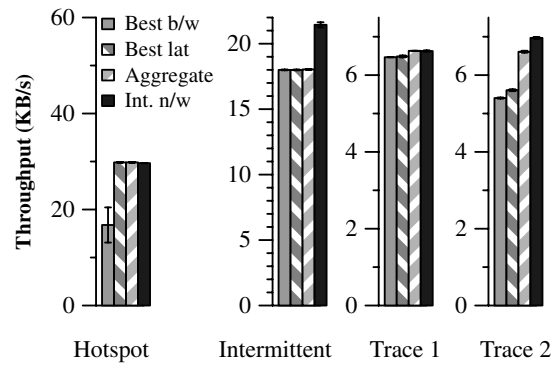 Throughput (KB/s)
60
40
20
0
Best b/w
Best lat
Aggregate
Int. n/w
Hotspot
20
15
10
5
0
Intermittent
6
4
2
0
Trace 1
6
4
2
0
Trace 2